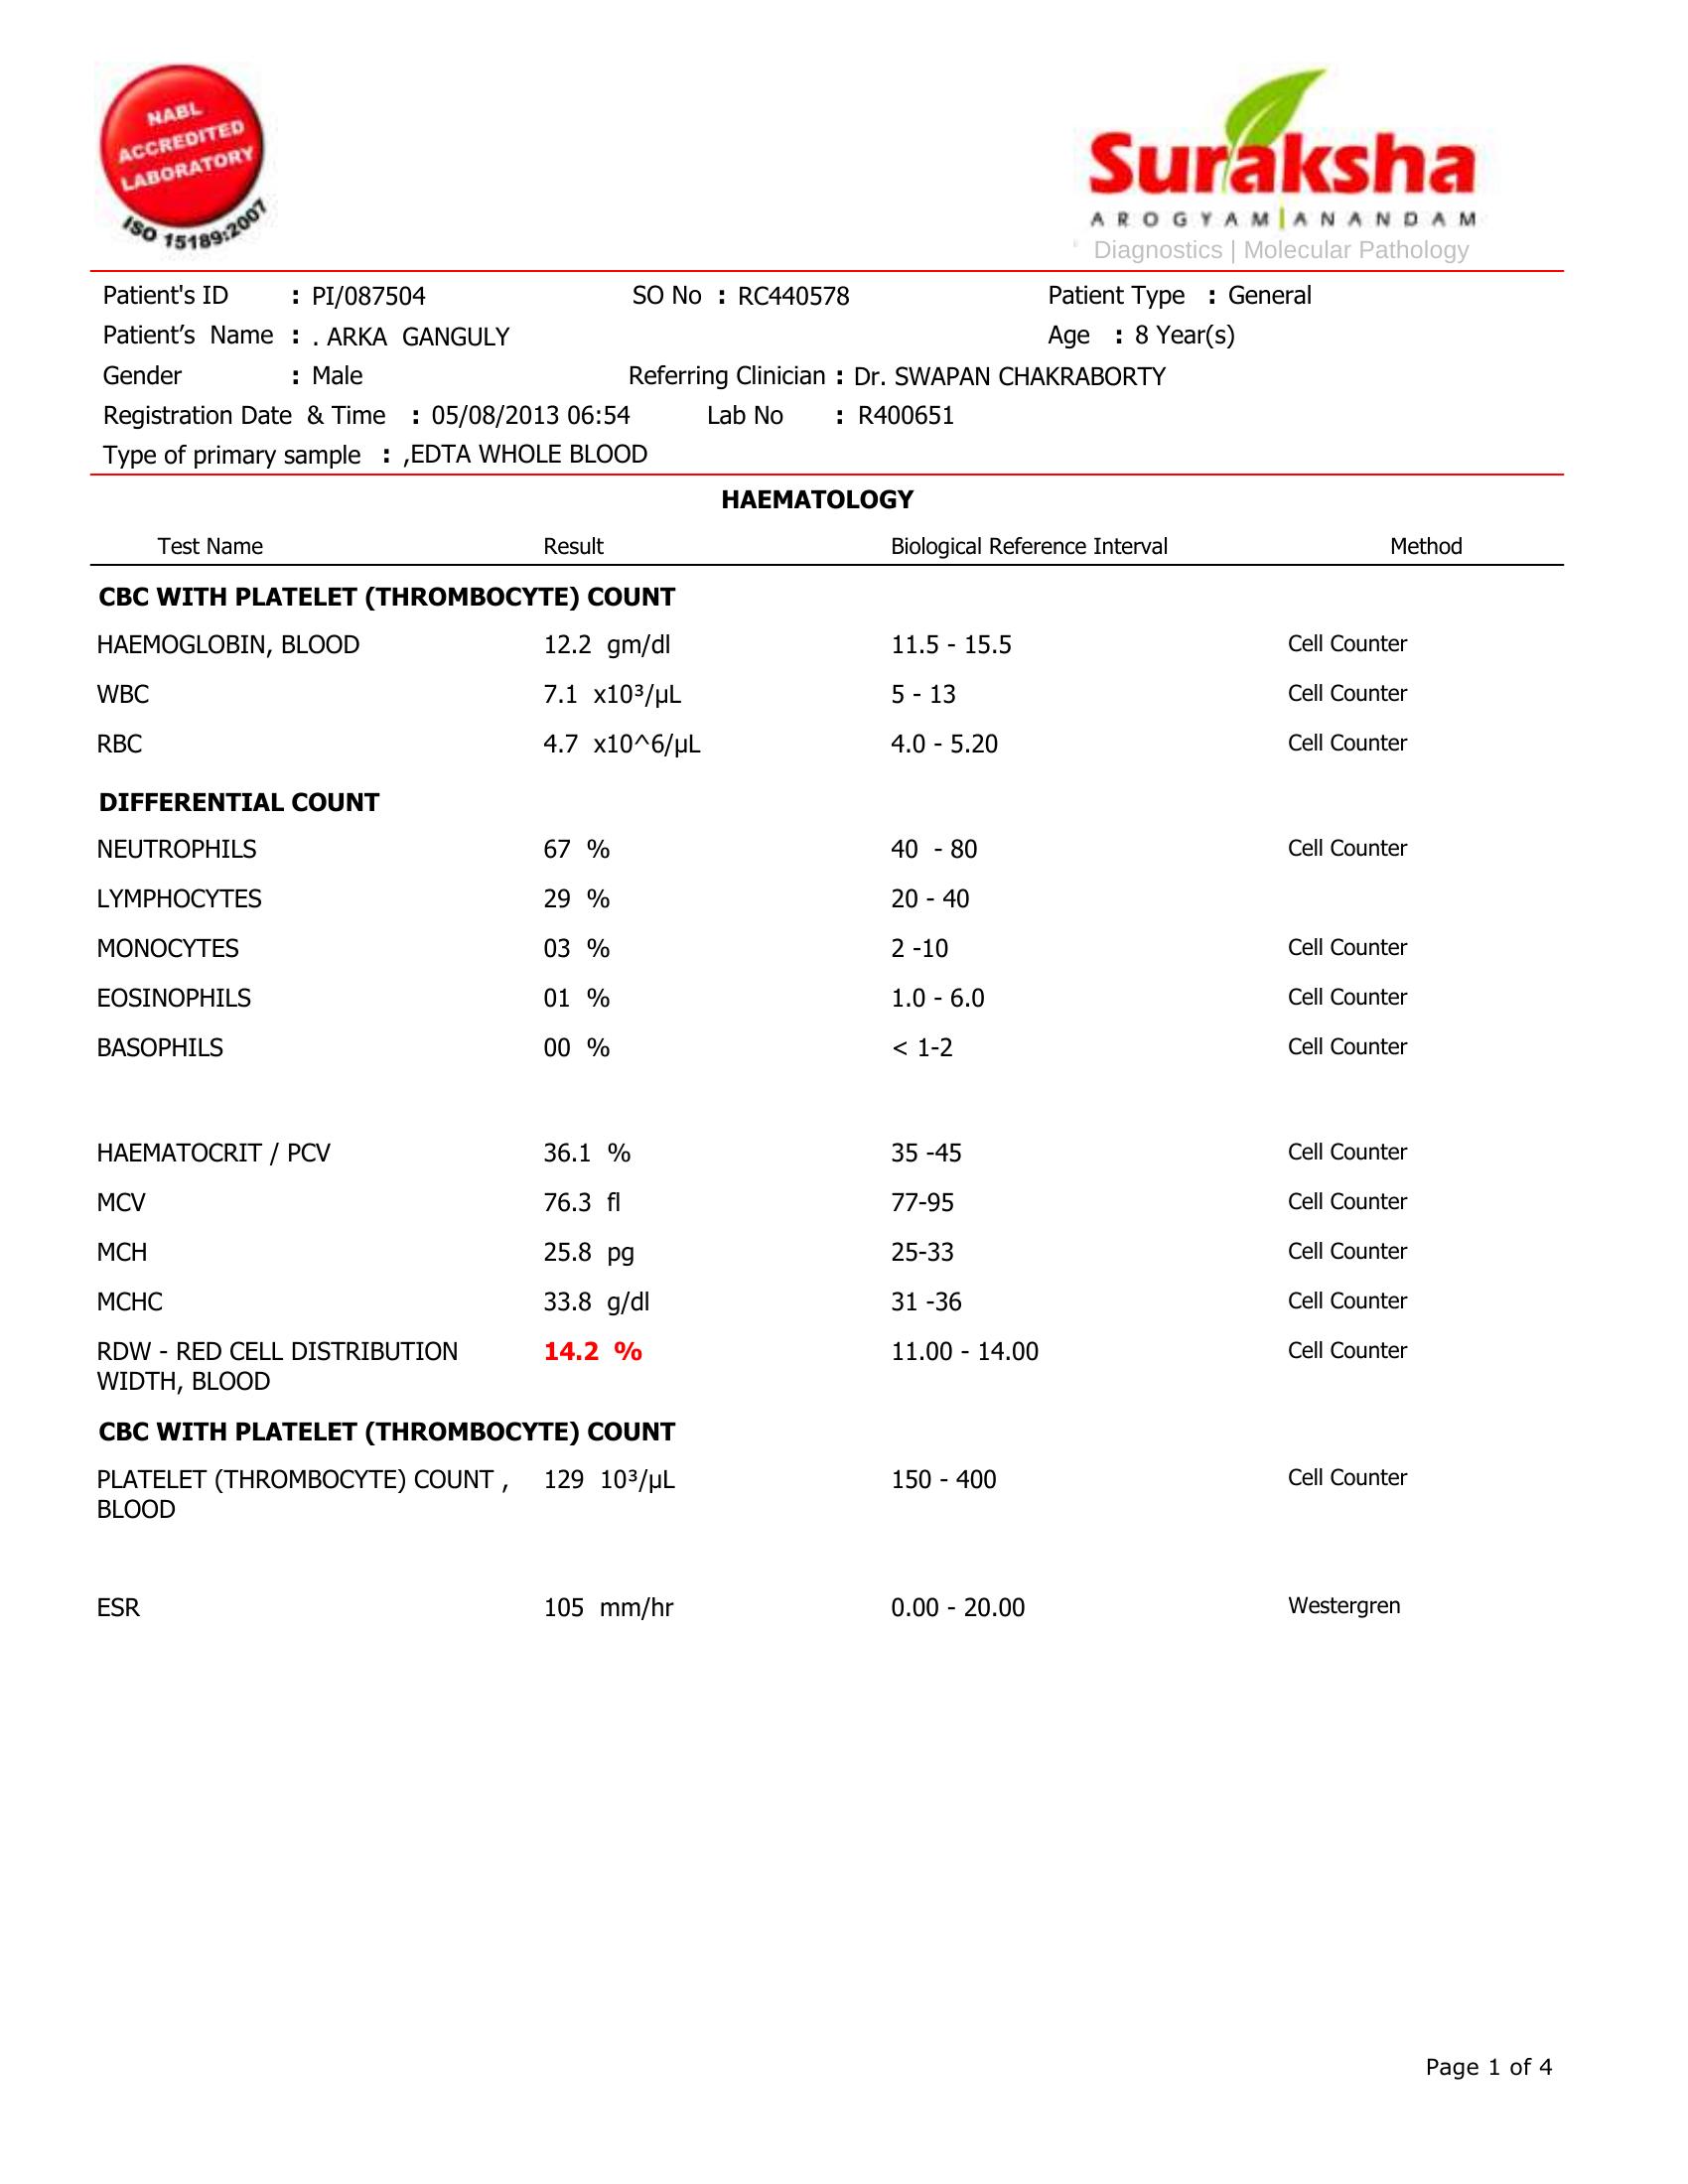 NABL
ACCREDITED
LABORATORY
ISO 15189:2007
Suraksha
AROGYAM|ANANDAM
Diagnostics | Molecular Pathology
Patient's ID : PI/087504 SO No : RC440578 Patient Type : General
Patient’s Name : . ARKA GANGULY Age : 8 Year(s)
Gender : Male Referring Clinician : Dr. SWAPAN CHAKRABORTY
Registration Date & Time : 05/08/2013 06:54 Lab No : R400651
Type of primary sample : ,EDTA WHOLE BLOOD
HAEMATOLOGY
Test Name Result Biological Reference Interval Method
CBC WITH PLATELET (THROMBOCYTE) COUNT
HAEMOGLOBIN, BLOOD 12.2 gm/dl 11.5 - 15.5 Cell Counter
WBC 7.1 x10³/µL 5 - 13 Cell Counter
RBC 4.7 x10^6/µL 4.0 - 5.20 Cell Counter
DIFFERENTIAL COUNT
NEUTROPHILS 67 % 40 - 80 Cell Counter
LYMPHOCYTES 29 % 20 - 40
MONOCYTES 03 % 2 -10 Cell Counter
EOSINOPHILS 01 % 1.0 - 6.0 Cell Counter
BASOPHILS 00 % < 1-2 Cell Counter
HAEMATOCRIT / PCV 36.1 % 35 -45 Cell Counter
MCV 76.3 fl 77-95 Cell Counter
MCH 25.8 pg 25-33 Cell Counter
MCHC 33.8 g/dl 31 -36 Cell Counter
RDW - RED CELL DISTRIBUTION 14.2 % 11.00 - 14.00 Cell Counter
WIDTH, BLOOD
CBC WITH PLATELET (THROMBOCYTE) COUNT
PLATELET (THROMBOCYTE) COUNT , 129 10³/µL 150 - 400 Cell Counter
BLOOD
ESR 105 mm/hr 0.00 - 20.00 Westergren
Page 1 of 4